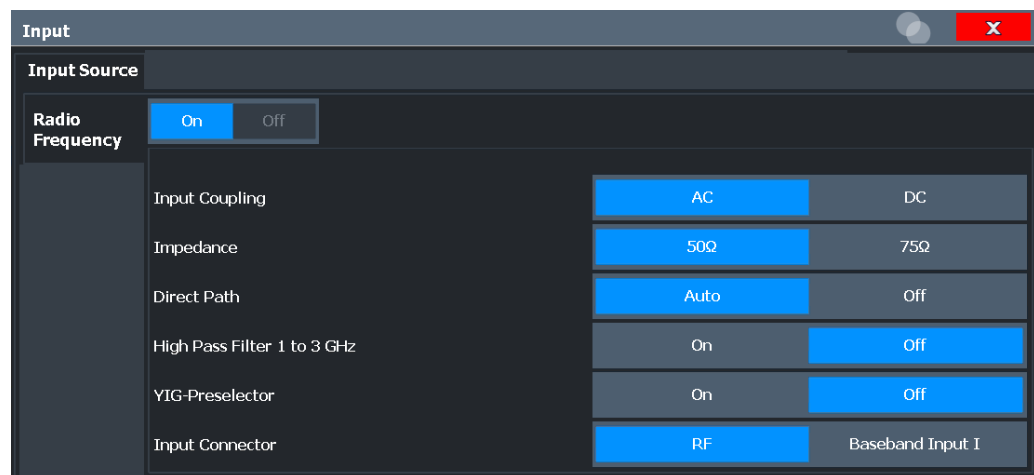 Input
X
Input Source
Radio
Frequency
On Off
Input Coupling AC DC
Impedance 50Ω 75Ω
Direct Path Auto Off
High Pass Filter 1 to 3 GHz On Off
YIG-Preselector On Off
Input Connector RF Baseband Input I